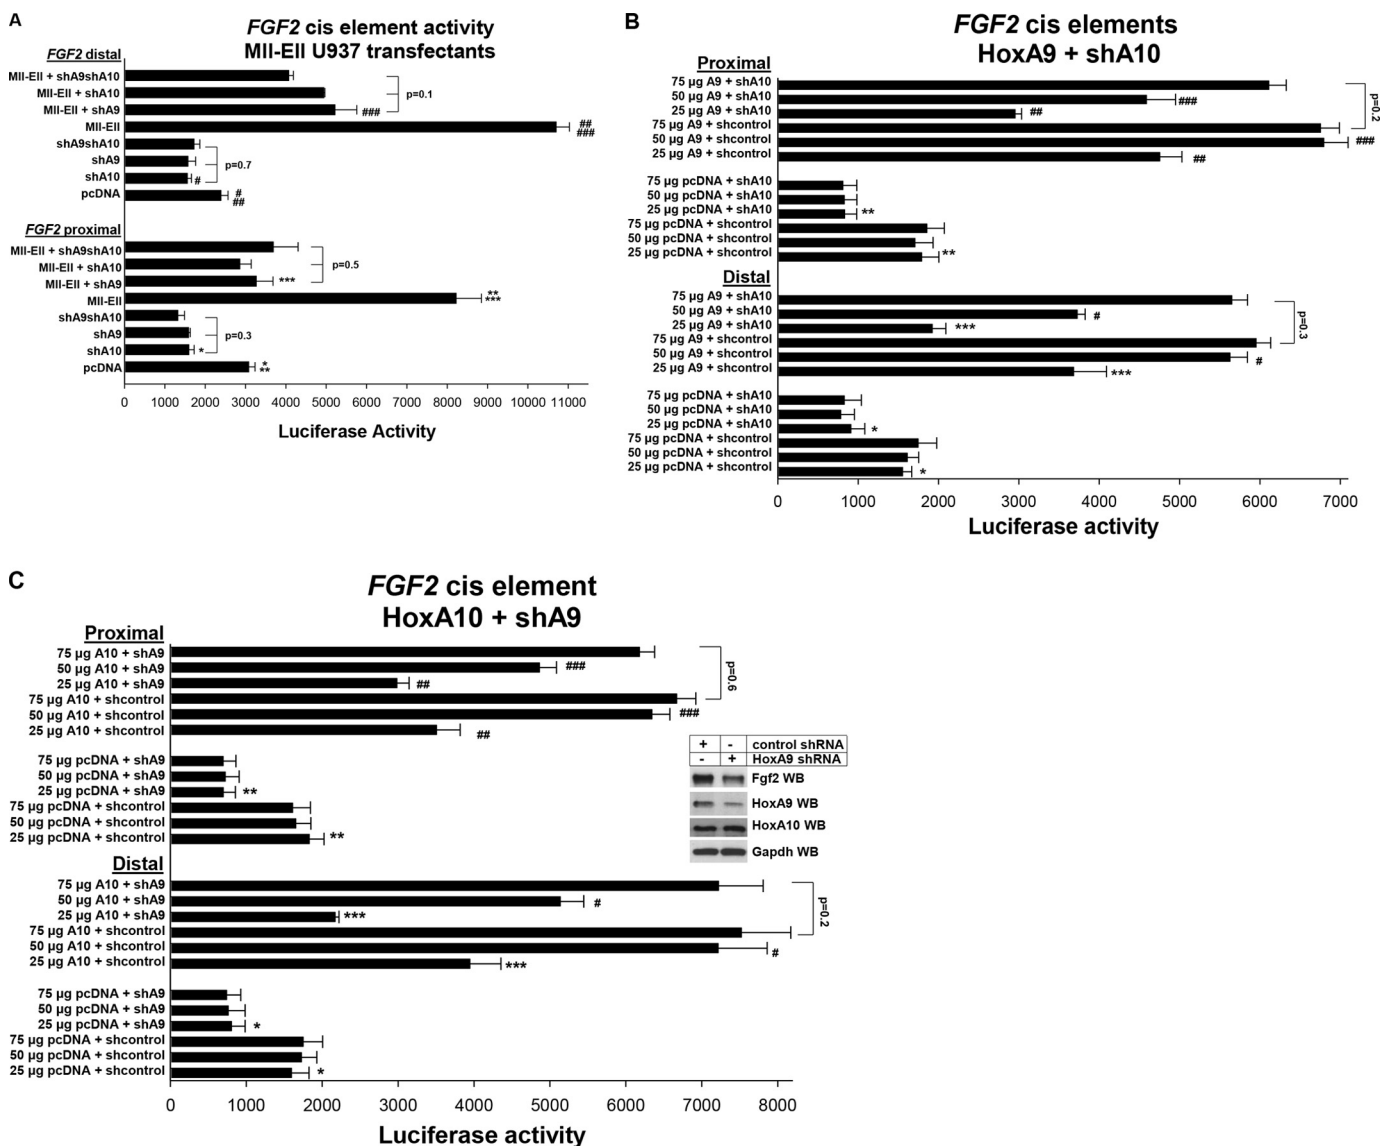 A
FGF2 cis element activity
Mll-Ell U937 transfectants
FGF2 distal
Mll-Ell + shA9shA10
Mll-Ell + shA10
p=0.1
Mll-Ell + shA9
###
Mll-Ell
##
###
shA9shA10
shA9
p=0.7
shA10
#
pcDNA
#
##
FGF2 proximal
Mll-Ell + shA9shA10
Mll-Ell + shA10
p=0.5
Mll-Ell + shA9
***
Mll-Ell
**
***
shA9shA10
shA9
p=0.3
shA10
*
pcDNA
*
**
0 1000 2000 3000 4000 5000 6000 7000 8000 9000 10000 11000
Luciferase Activity
B
FGF2 cis elements
HoxA9 + shA10
Proximal
75 µg A9 + shA10
50 µg A9 + shA10 ###
25 µg A9 + shA10 ##
p=0.2
75 µg A9 + shcontrol
50 µg A9 + shcontrol ###
25 µg A9 + shcontrol ##
75 µg pcDNA + shA10
50 µg pcDNA + shA10
25 µg pcDNA + shA10 **
75 µg pcDNA + shcontrol
50 µg pcDNA + shcontrol
25 µg pcDNA + shcontrol **
Distal
75 µg A9 + shA10
50 µg A9 + shA10 #
25 µg A9 + shA10 ***
p=0.3
75 µg A9 + shcontrol
50 µg A9 + shcontrol #
25 µg A9 + shcontrol ***
75 µg pcDNA + shA10
50 µg pcDNA + shA10
25 µg pcDNA + shA10 *
75 µg pcDNA + shcontrol
50 µg pcDNA + shcontrol
25 µg pcDNA + shcontrol *
0 1000 2000 3000 4000 5000 6000 7000
Luciferase activity
C
FGF2 cis element
HoxA10 + shA9
Proximal
75 µg A10 + shA9
50 µg A10 + shA9 ###
25 µg A10 + shA9 ##
p=0.6
75 µg A10 + shcontrol
50 µg A10 + shcontrol ###
25 µg A10 + shcontrol ##
75 µg pcDNA + shA9
50 µg pcDNA + shA9
25 µg pcDNA + shA9 **
75 µg pcDNA + shcontrol
50 µg pcDNA + shcontrol
25 µg pcDNA + shcontrol **
+ - control shRNA
- + HoxA9 shRNA
Fgf2 WB
HoxA9 WB
HoxA10 WB
Gapdh WB
Distal
75 µg A10 + shA9
50 µg A10 + shA9 #
25 µg A10 + shA9 ***
p=0.2
75 µg A10 + shcontrol
50 µg A10 + shcontrol #
25 µg A10 + shcontrol ***
75 µg pcDNA + shA9
50 µg pcDNA + shA9
25 µg pcDNA + shA9 *
75 µg pcDNA + shcontrol
50 µg pcDNA + shcontrol
25 µg pcDNA + shcontrol *
0 1000 2000 3000 4000 5000 6000 7000 8000
Luciferase activity